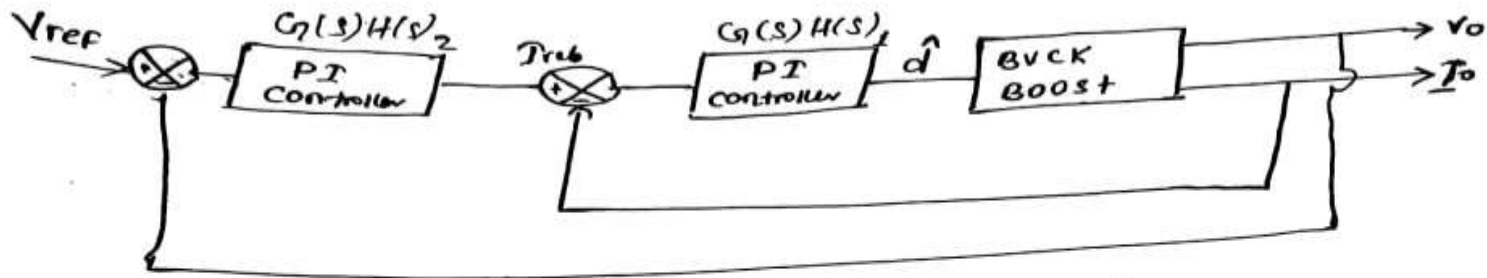 G(S)H(S)2
G(S)H(S)1
Vref
+
-
PI
Controller
Iref
+
-
PI
Controller
d̂
BUCK
BOOST
Vo
Io